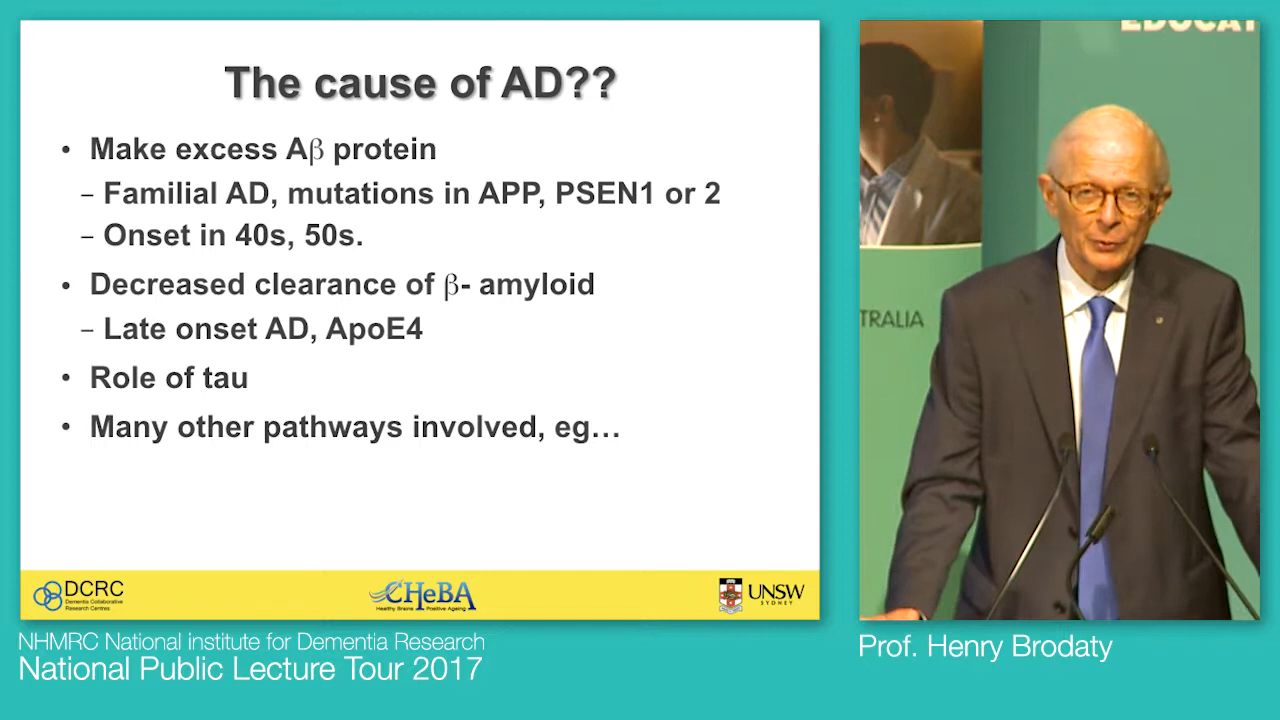 The cause of AD??
• Make excess Aβ protein
– Familial AD, mutations in APP, PSEN1 or 2
– Onset in 40s, 50s.
• Decreased clearance of β- amyloid
– Late onset AD, ApoE4
• Role of tau
• Many other pathways involved, eg…
DCRC
Dementia Collaborative
Research Centres
CHeBA
Healthy Brains Positive Ageing
UNSW
SYDNEY
NHMRC National institute for Dementia Research
National Public Lecture Tour 2017
EDUCAT
TRALIA
Prof. Henry Brodaty